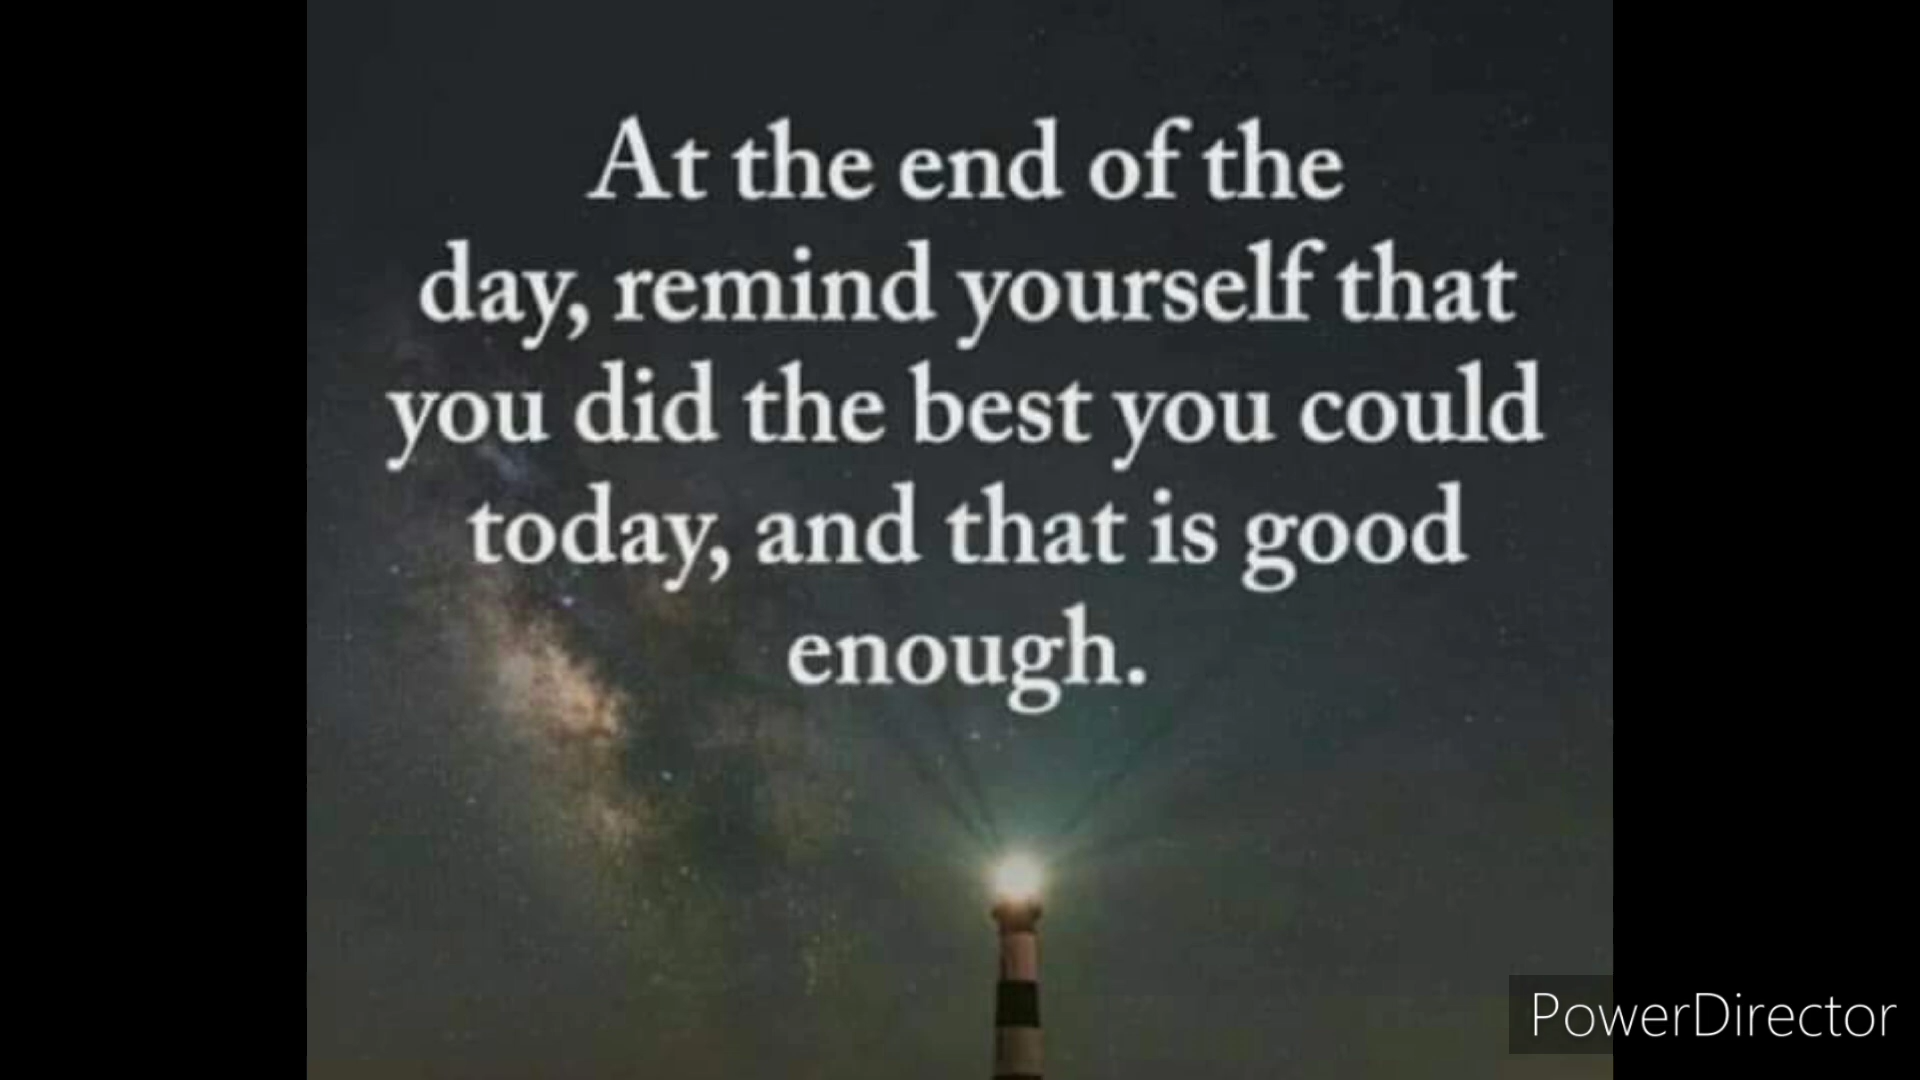 At the end of the
day, remind yourself that
you did the best you could
today, and that is good
enough.
PowerDirector